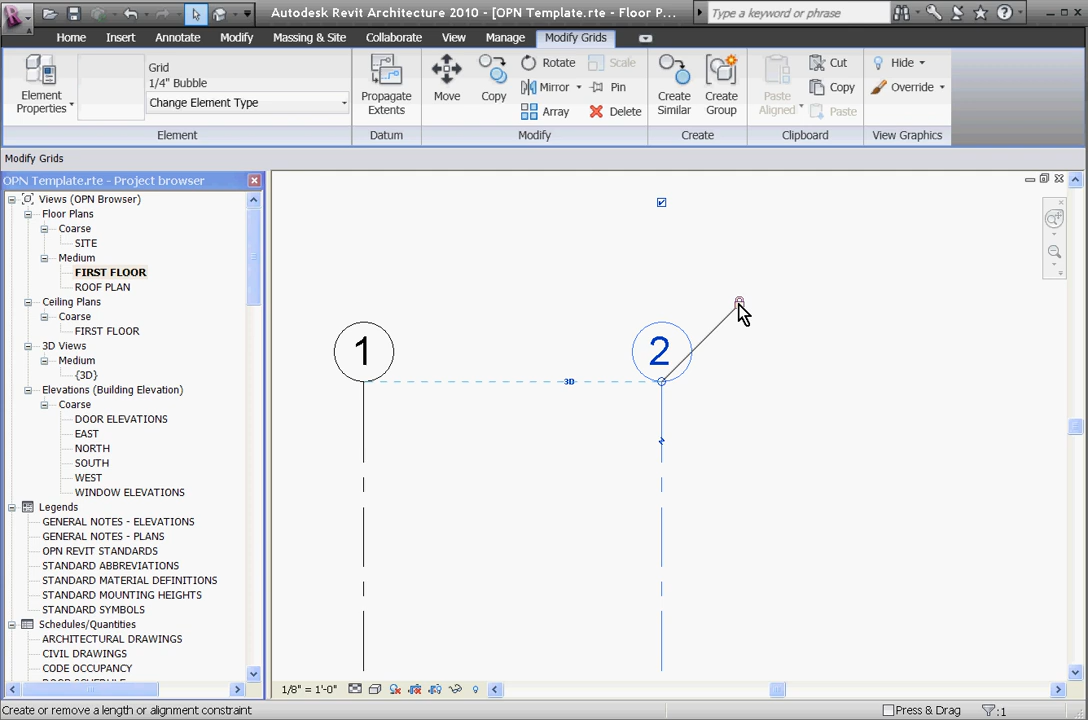 Autodesk Revit Architecture 2010 - [OPN Template.rte - Floor P...
Type a keyword or phrase
Home Insert Annotate Modify Massing & Site Collaborate View Manage Modify Grids
Element
Properties
Grid
1/4" Bubble
Change Element Type
Propagate
Extents
Move
Copy
Rotate
Scale
Mirror
Pin
Array
Delete
Create
Similar
Create
Group
Paste
Aligned
Cut
Copy
Paste
Hide
Override
Element
Datum
Modify
Create
Clipboard
View Graphics
Modify Grids
OPN Template.rte - Project browser
Views (OPN Browser)
Floor Plans
Coarse
SITE
Medium
FIRST FLOOR
ROOF PLAN
Ceiling Plans
Coarse
FIRST FLOOR
3D Views
Medium
{3D}
Elevations (Building Elevation)
Coarse
DOOR ELEVATIONS
EAST
NORTH
SOUTH
WEST
WINDOW ELEVATIONS
Legends
GENERAL NOTES - ELEVATIONS
GENERAL NOTES - PLANS
OPN REVIT STANDARDS
STANDARD ABBREVIATIONS
STANDARD MATERIAL DEFINITIONS
STANDARD MOUNTING HEIGHTS
STANDARD SYMBOLS
Schedules/Quantities
ARCHITECTURAL DRAWINGS
CIVIL DRAWINGS
CODE OCCUPANCY
1
2
3D
1/8" = 1'-0"
Create or remove a length or alignment constraint
Press & Drag
:1